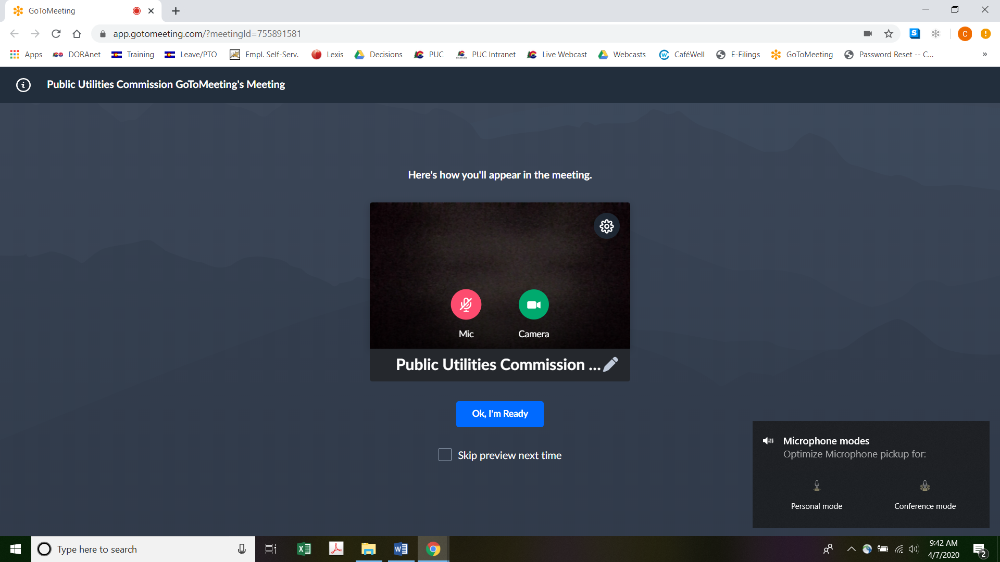 GoToMeeting
app.gotomeeting.com/?meetingId=755891581
C
Apps DORAnet Training Leave/PTO Empl. Self-Serv. Lexis Decisions PUC PUC Intranet Live Webcast Webcasts CaféWell E-Filings GoToMeeting Password Reset -- C... »
Public Utilities Commission GoToMeeting's Meeting
Here's how you'll appear in the meeting.
Mic Camera
Public Utilities Commission ...
Ok, I'm Ready
Skip preview next time
Microphone modes
Optimize Microphone pickup for:
Personal mode Conference mode
Type here to search
9:42 AM
4/7/2020
2